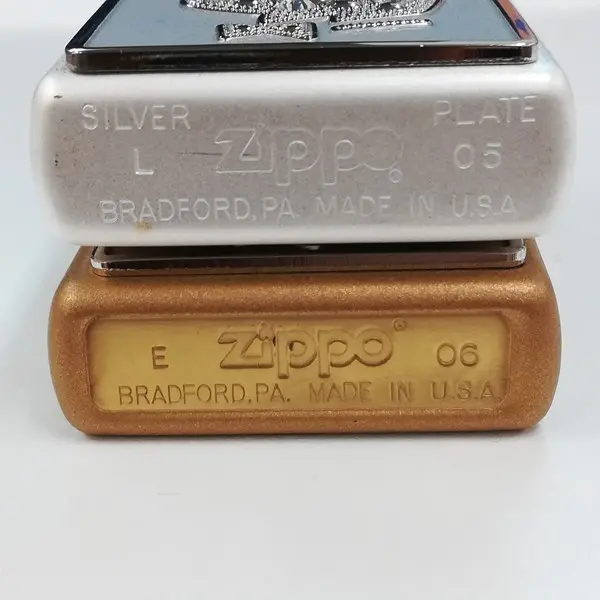 SILVER PLATE
L Zippo® 05
BRADFORD,PA. MADE IN U.S.A
E Zippo® 06
BRADFORD,PA. MADE IN U.S.A